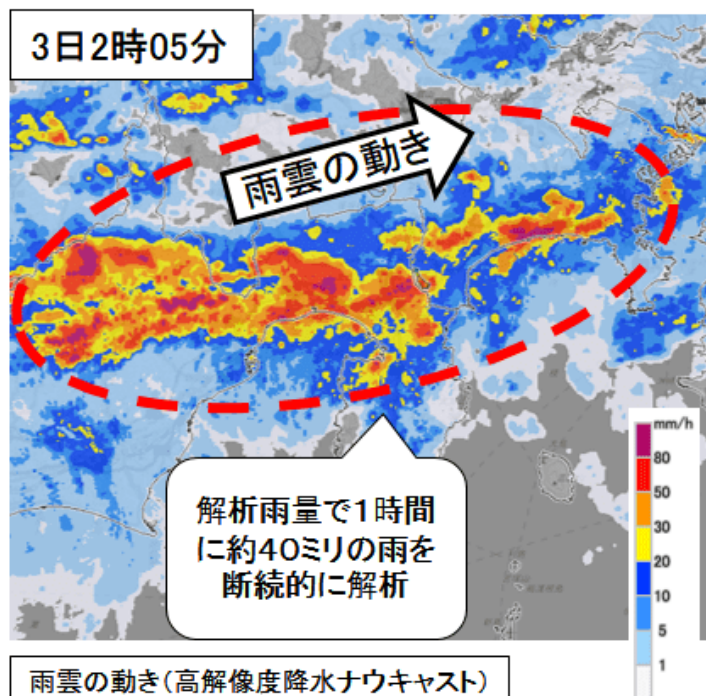 3日2時05分
雨雲の動き
mm/h
80
50
30
20
10
5
1
解析雨量で1時間
に約40ミリの雨を
断続的に解析
雨雲の動き(高解像度降水ナウキャスト)